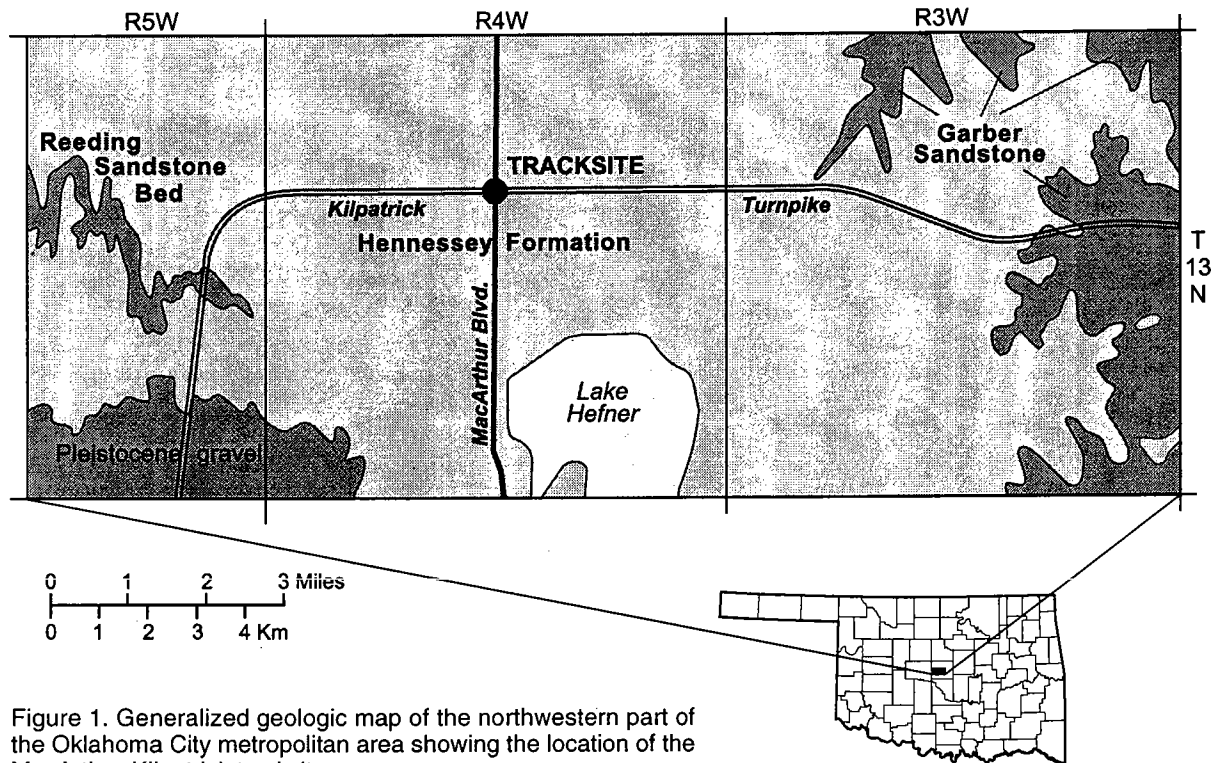 R5W
R4W
R3W
Reeding
Sandstone
Bed
TRACKSITE
Garber
Sandstone
Kilpatrick
Turnpike
Hennessey Formation
T
13
N
MacArthur Blvd.
Lake
Hefner
Pleistocene gravel
0 1 2 3 Miles
0 1 2 3 4 Km
Figure 1. Generalized geologic map of the northwestern part of
the Oklahoma City metropolitan area showing the location of the